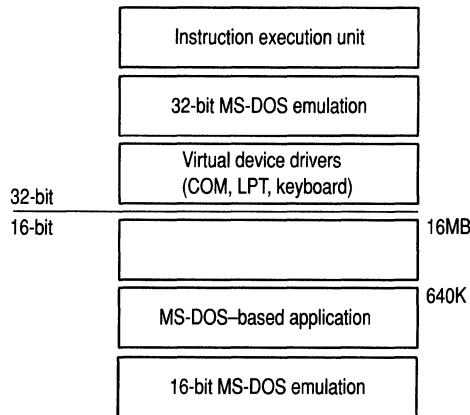 Instruction execution unit
32-bit MS-DOS emulation
Virtual device drivers
(COM, LPT, keyboard)
32-bit
16-bit
16MB
640K
MS-DOS–based application
16-bit MS-DOS emulation